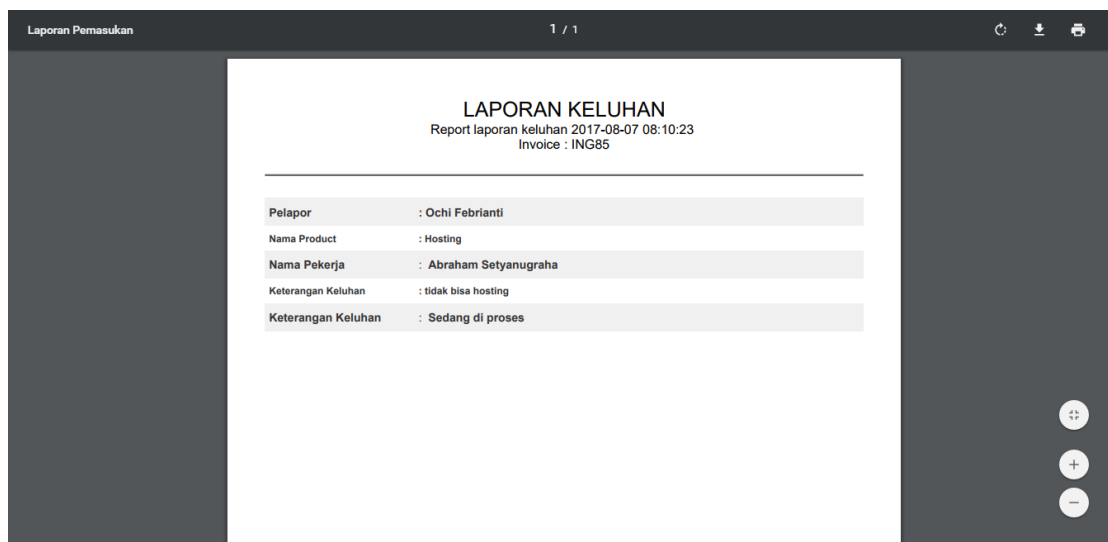 Laporan Pemasukan
1 / 1
LAPORAN KELUHAN
Report laporan keluhan 2017-08-07 08:10:23
Invoice : ING85
Pelapor : Ochi Febrianti
Nama Product : Hosting
Nama Pekerja : Abraham Setyanugraha
Keterangan Keluhan : tidak bisa hosting
Keterangan Keluhan : Sedang di proses